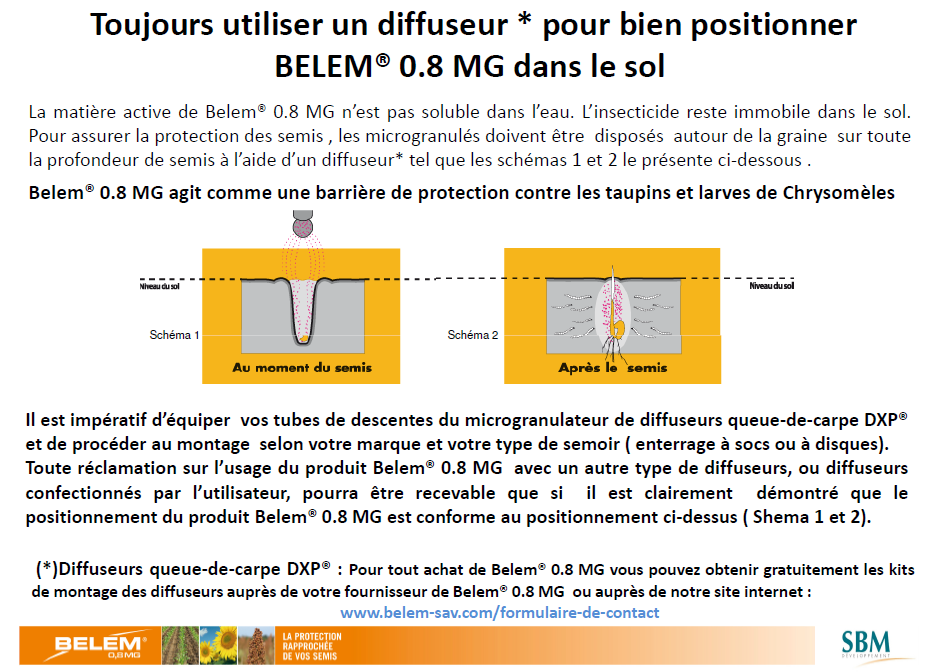 Toujours utiliser un diffuseur * pour bien positionner
BELEM® 0.8 MG dans le sol
La matière active de Belem® 0.8 MG n’est pas soluble dans l’eau. L’insecticide reste immobile dans le sol.
Pour assurer la protection des semis , les microgranulés doivent être disposés autour de la graine sur toute
la profondeur de semis à l’aide d’un diffuseur* tel que les schémas 1 et 2 le présente ci-dessous .
Belem® 0.8 MG agit comme une barrière de protection contre les taupins et larves de Chrysomèles
Niveau du sol
Niveau du sol
Schéma 1
Schéma 2
Au moment du semis
Après le semis
Il est impératif d’équiper vos tubes de descentes du microgranulateur de diffuseurs queue-de-carpe DXP®
et de procéder au montage selon votre marque et votre type de semoir ( enterrage à socs ou à disques).
Toute réclamation sur l’usage du produit Belem® 0.8 MG avec un autre type de diffuseurs, ou diffuseurs
confectionnés par l’utilisateur, pourra être recevable que si il est clairement démontré que le
positionnement du produit Belem® 0.8 MG est conforme au positionnement ci-dessus ( Shema 1 et 2).
(*)Diffuseurs queue-de-carpe DXP® : Pour tout achat de Belem® 0.8 MG vous pouvez obtenir gratuitement les kits
de montage des diffuseurs auprès de votre fournisseur de Belem® 0.8 MG ou auprès de notre site internet :
www.belem-sav.com/formulaire-de-contact
BELEM®
0,8 MG
LA PROTECTION
RAPPROCHÉE
DE VOS SEMIS
SBM
DÉVELOPPEMENT